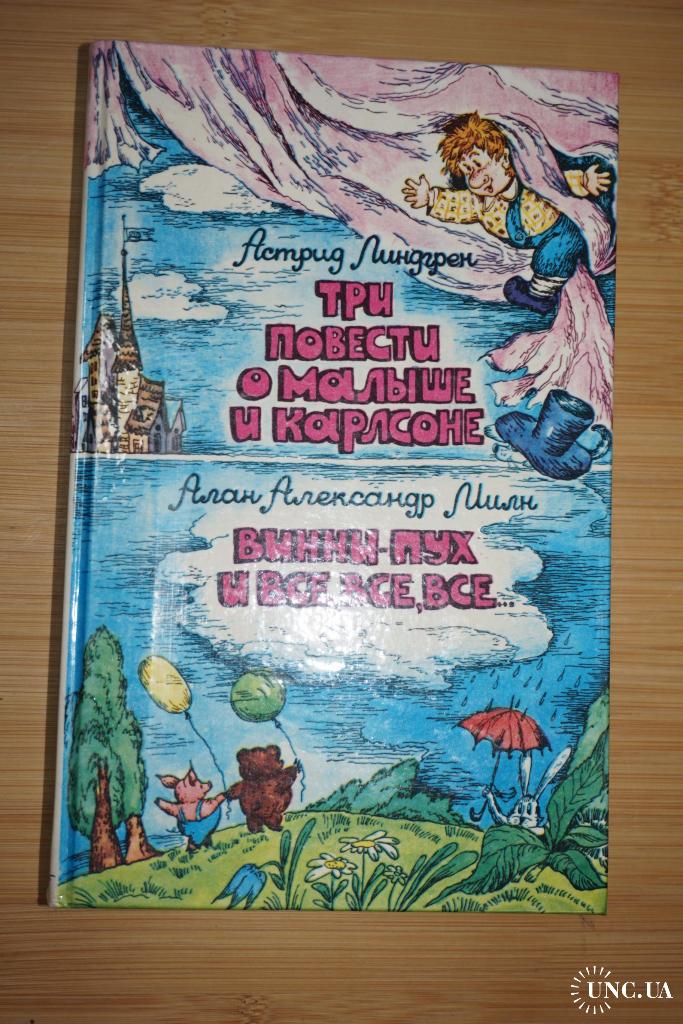 Астрид Линдгрен
ТРИ
ПОВЕСТИ
О МАЛЫШЕ
И КАРЛСОНЕ
Алан Александр Милн
ВИННИ-ПУХ
И ВСЕ, ВСЕ, ВСЕ...
UNC.UA